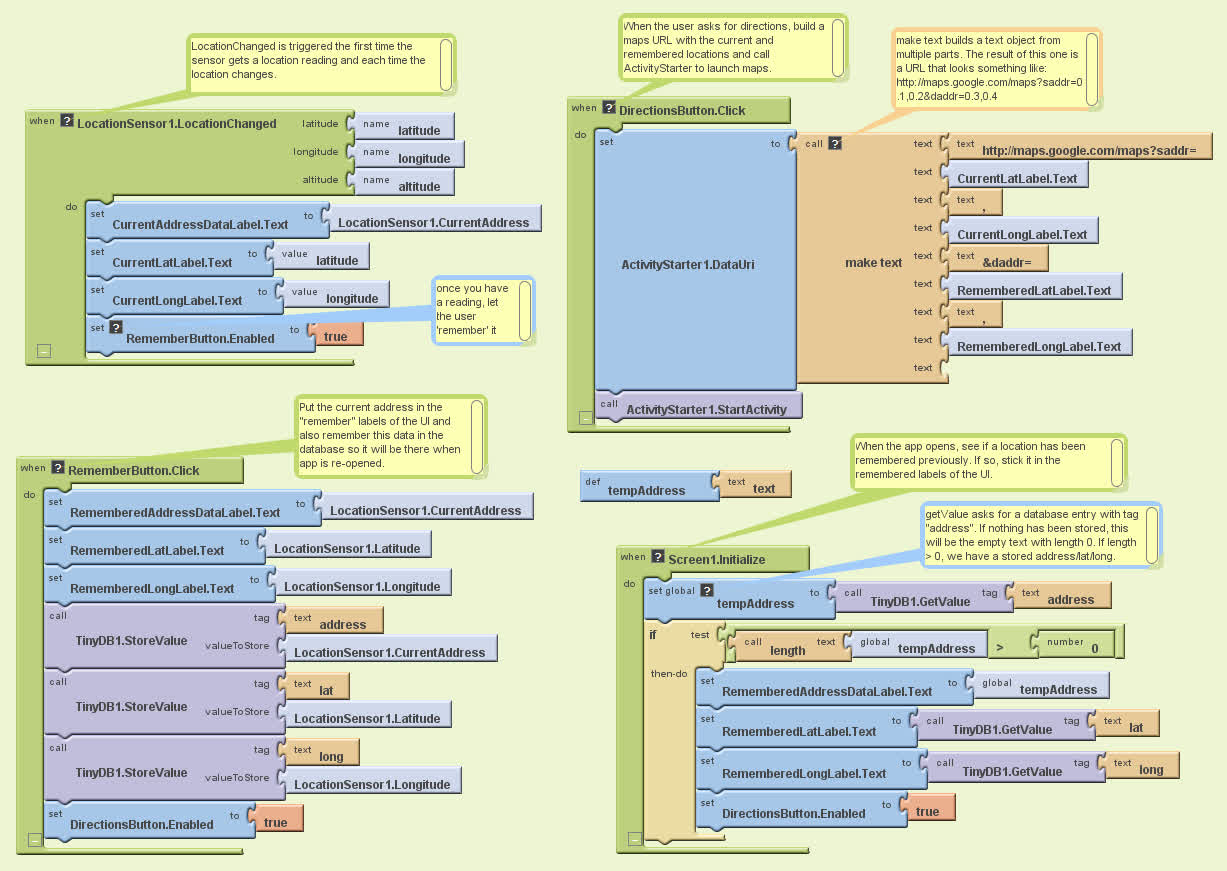 LocationChanged is triggered the first time the
sensor gets a location reading and each time the
location changes.
when ? LocationSensor1.LocationChanged
latitude name latitude
longitude name longitude
altitude name altitude
do
set CurrentAddressDataLabel.Text to LocationSensor1.CurrentAddress
set CurrentLatLabel.Text to value latitude
set CurrentLongLabel.Text to value longitude
set ? RememberButton.Enabled to true
once you have
a reading, let
the user
'remember' it
When the user asks for directions, build a
maps URL with the current and
remembered locations and call
ActivityStarter to launch maps.
make text builds a text object from
multiple parts. The result of this one is
a URL that looks something like:
http://maps.google.com/maps?saddr=0
.1,0.2&daddr=0.3,0.4
when ? DirectionsButton.Click
do
set ActivityStarter1.DataUri to call ? make text
text text http://maps.google.com/maps?saddr=
text CurrentLatLabel.Text
text text ,
text CurrentLongLabel.Text
text text &daddr=
text RememberedLatLabel.Text
text text ,
text RememberedLongLabel.Text
text
call ActivityStarter1.StartActivity
Put the current address in the
"remember" labels of the UI and
also remember this data in the
database so it will be there when
app is re-opened.
when ? RememberButton.Click
do
set RememberedAddressDataLabel.Text to LocationSensor1.CurrentAddress
set RememberedLatLabel.Text to LocationSensor1.Latitude
set RememberedLongLabel.Text to LocationSensor1.Longitude
call TinyDB1.StoreValue tag text address
valueToStore LocationSensor1.CurrentAddress
call TinyDB1.StoreValue tag text lat
valueToStore LocationSensor1.Latitude
call TinyDB1.StoreValue tag text long
valueToStore LocationSensor1.Longitude
set DirectionsButton.Enabled to true
def tempAddress text text
When the app opens, see if a location has been
remembered previously. If so, stick it in the
remembered labels of the UI.
getValue asks for a database entry with tag
"address". If nothing has been stored, this
will be the empty text with length 0. If length
> 0, we have a stored address/lat/long.
when ? Screen1.Initialize
do
set global ? tempAddress to call TinyDB1.GetValue tag text address
if test call length text global tempAddress > number 0
then-do
set RememberedAddressDataLabel.Text to global tempAddress
set RememberedLatLabel.Text to call TinyDB1.GetValue tag text lat
set RememberedLongLabel.Text to call TinyDB1.GetValue tag text long
set DirectionsButton.Enabled to true